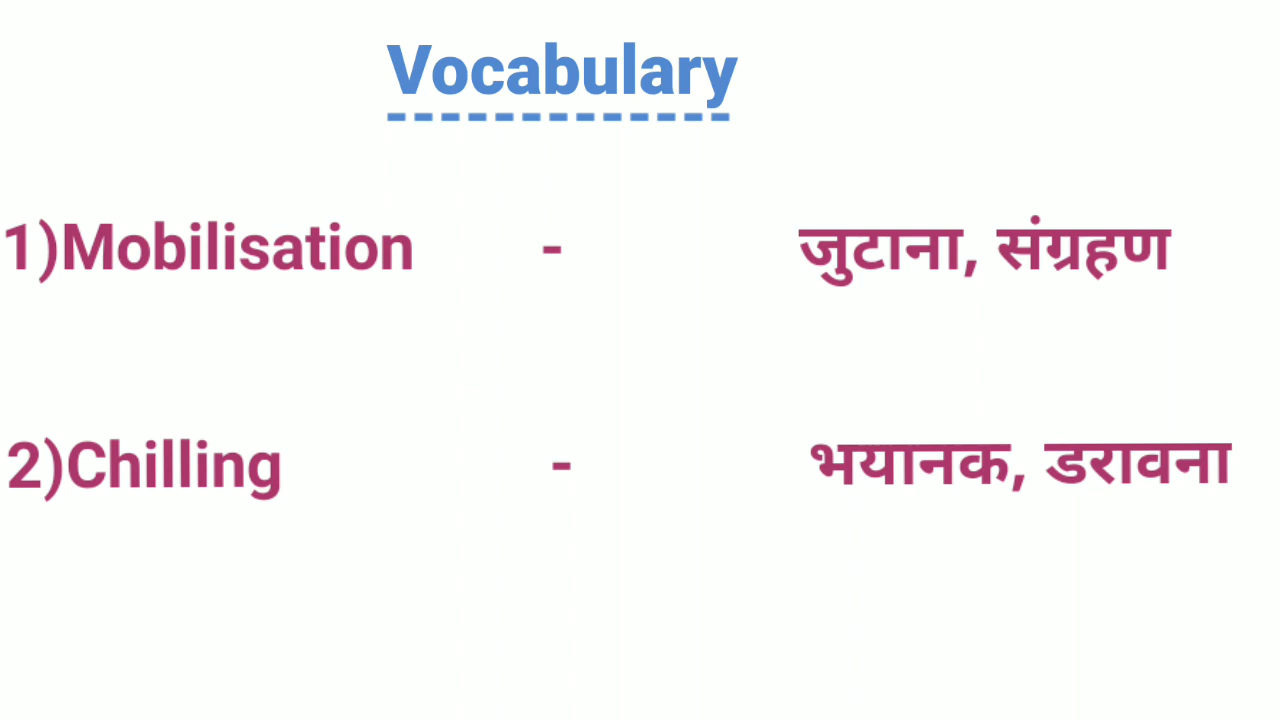 Vocabulary
1)Mobilisation - जुटाना, संग्रहण
2)Chilling - भयानक, डरावना